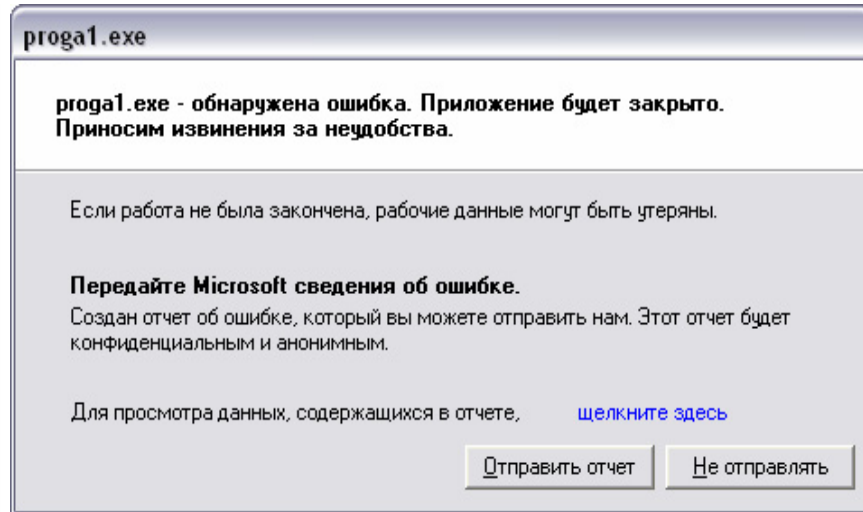 proga1.exe
proga1.exe - обнаружена ошибка. Приложение будет закрыто.
Приносим извинения за неудобства.
Если работа не была закончена, рабочие данные могут быть утеряны.
Передайте Microsoft сведения об ошибке.
Создан отчет об ошибке, который вы можете отправить нам. Этот отчет будет
конфиденциальным и анонимным.
Для просмотра данных, содержащихся в отчете, щелкните здесь
Отправить отчет Не отправлять